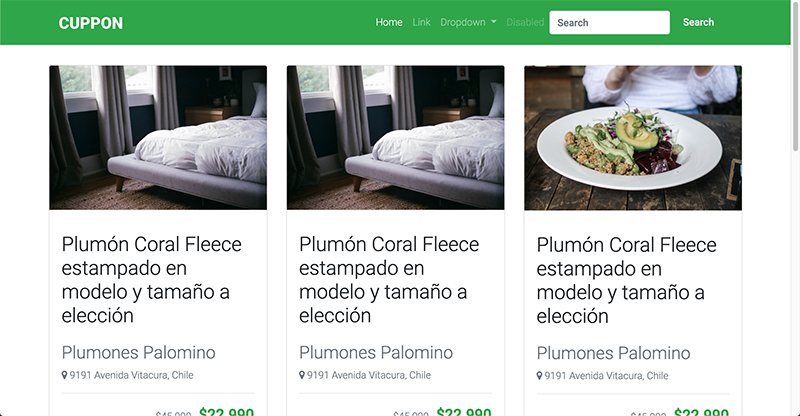 CUPPON Home Link Dropdown Disabled Search Search
Plumón Coral Fleece
estampado en
modelo y tamaño a
elección
Plumones Palomino
9191 Avenida Vitacura, Chile
$45.990 $22.990
Plumón Coral Fleece
estampado en
modelo y tamaño a
elección
Plumones Palomino
9191 Avenida Vitacura, Chile
$45.990 $22.990
Plumón Coral Fleece
estampado en
modelo y tamaño a
elección
Plumones Palomino
9191 Avenida Vitacura, Chile
$45.990 $22.990